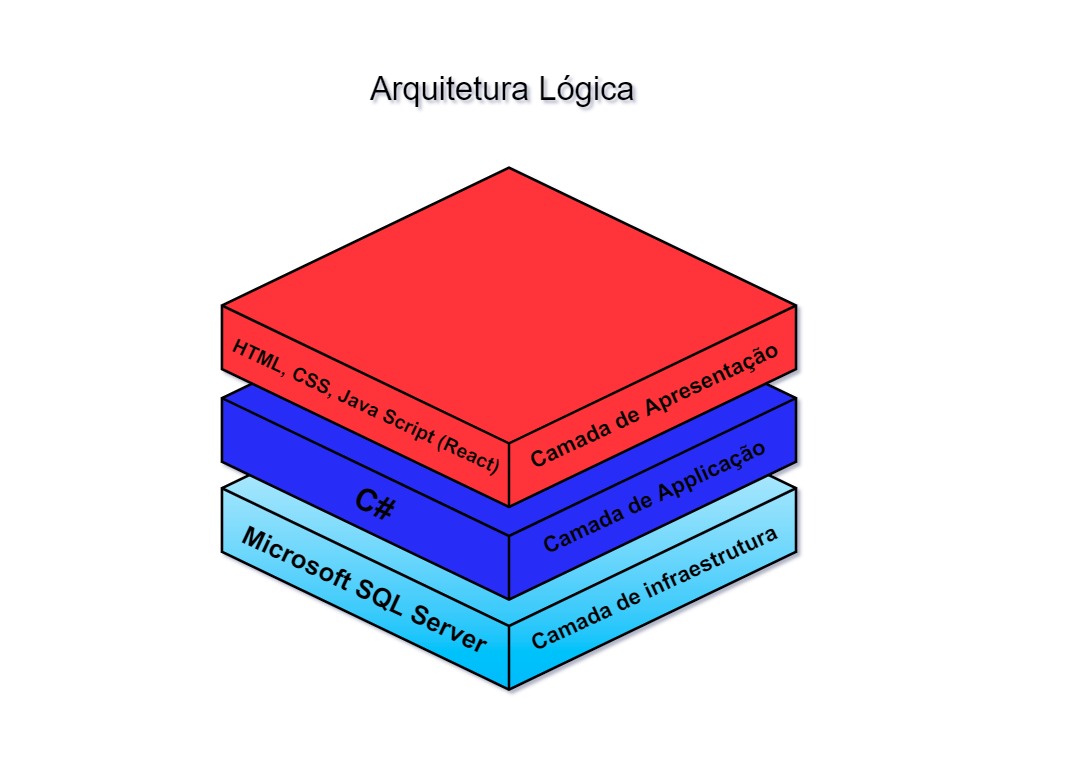 Arquitetura Lógica
HTML, CSS, Java Script (React)
Camada de Apresentação
C#
Camada de Applicação
Microsoft SQL Server
Camada de infraestrutura